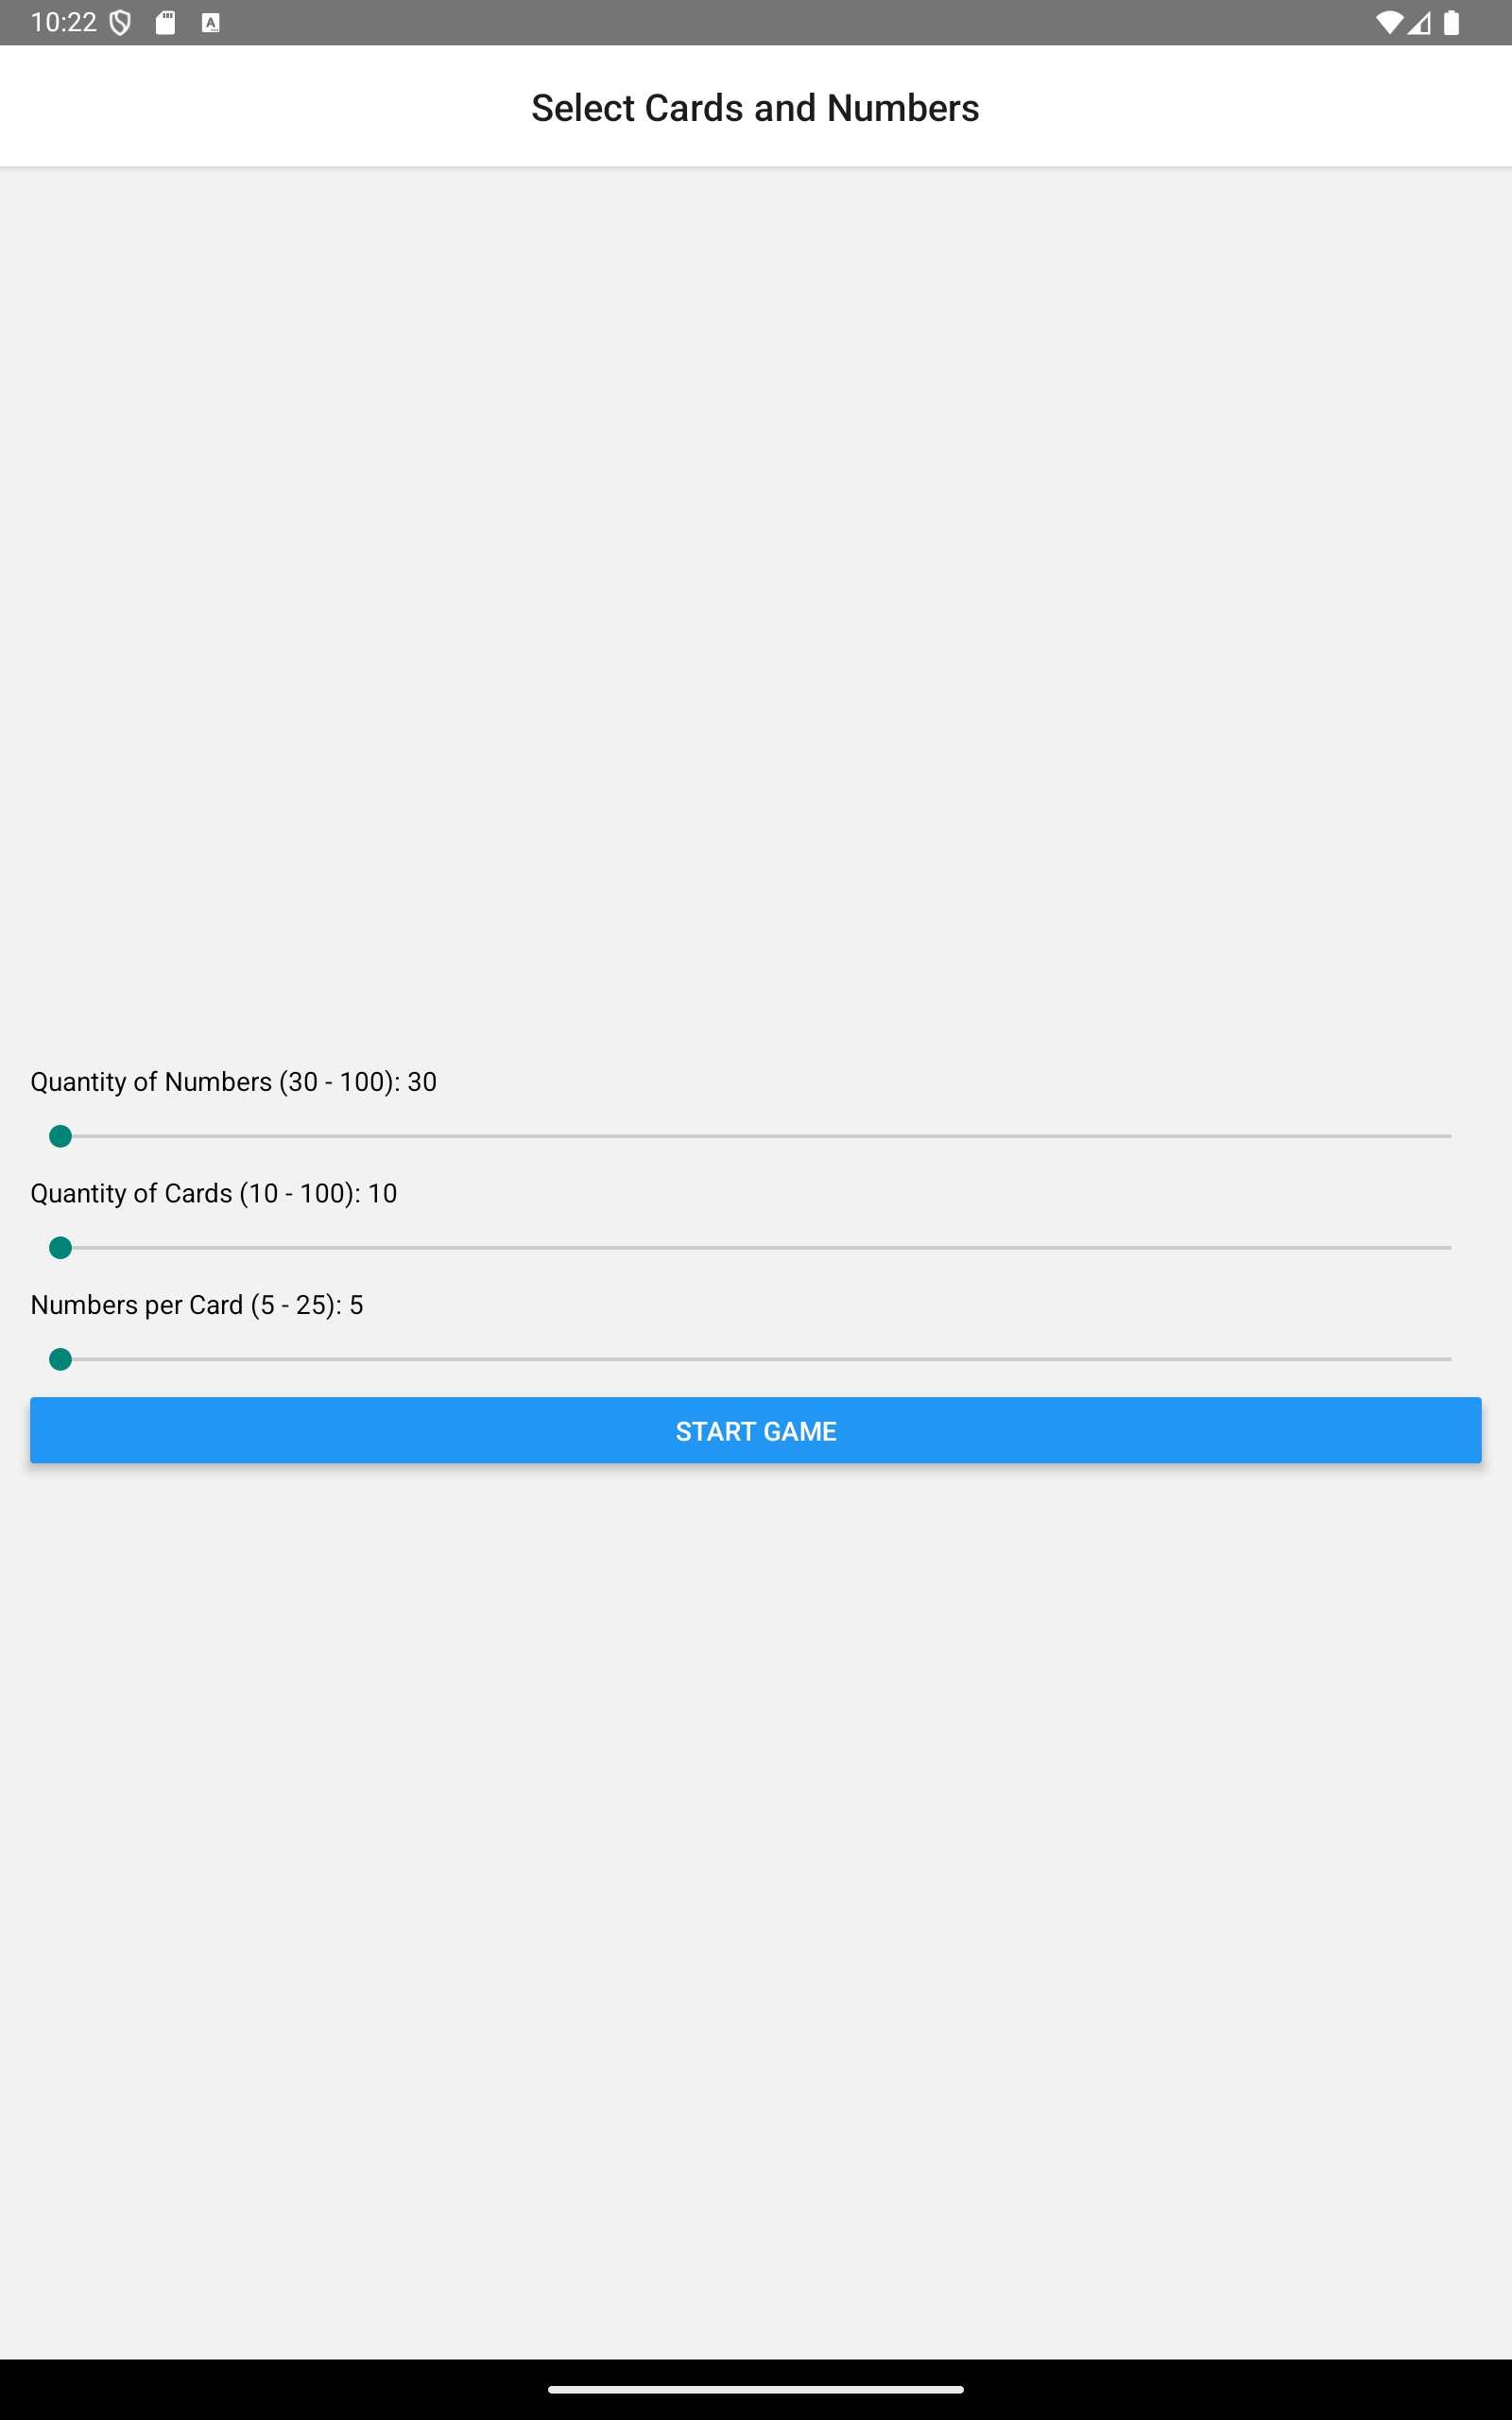 10:22
Select Cards and Numbers
Quantity of Numbers (30 - 100): 30
Quantity of Cards (10 - 100): 10
Numbers per Card (5 - 25): 5
START GAME